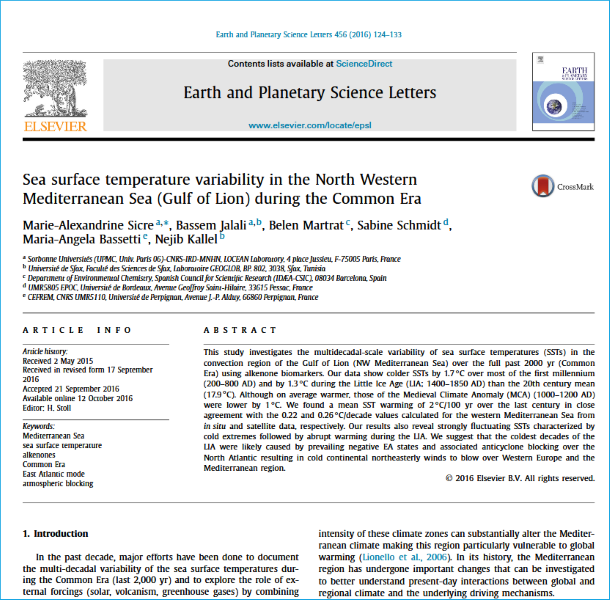 Earth and Planetary Science Letters 456 (2016) 124–133
Contents lists available at ScienceDirect
Earth and Planetary Science Letters
ELSEVIER
www.elsevier.com/locate/epsl
EARTH
Sea surface temperature variability in the North Western
Mediterranean Sea (Gulf of Lion) during the Common Era
CrossMark
Marie-Alexandrine Sicre a,*, Bassem Jalali a,b, Belen Martrat c, Sabine Schmidt d,
Maria-Angela Bassetti e, Nejib Kallel b
a Sorbonne Universités (UPMC, Univ. Paris 06)-CNRS-IRD-MNHN, LOCEAN Laboratory, 4 place Jussieu, F-75005 Paris, France
b Université de Sfax, Faculté des Sciences de Sfax, Laboratoire GEOGLOB, BP. 802, 3038, Sfax, Tunisia
c Department of Environmental Chemistry, Spanish Council for Scientific Research (IDÆA-CSIC), 08034 Barcelona, Spain
d UMR5805 EPOC, Université de Bordeaux, Avenue Geoffroy Saint-Hilaire, 33615 Pessac, France
e CEFREM, CNRS UMR5110, Université de Perpignan, Avenue J.-P. Alduy, 66860 Perpignan, France
ARTICLE INFO
Article history:
Received 2 May 2015
Received in revised form 17 September
2016
Accepted 21 September 2016
Available online 12 October 2016
Editor: H. Stoll
Keywords:
Mediterranean Sea
sea surface temperature
alkenones
Common Era
East Atlantic mode
atmospheric blocking
ABSTRACT
This study investigates the multidecadal-scale variability of sea surface temperatures (SSTs) in the
convection region of the Gulf of Lion (NW Mediterranean Sea) over the full past 2000 yr (Common
Era) using alkenone biomarkers. Our data show colder SSTs by 1.7 °C over most of the first millennium
(200–800 AD) and by 1.3 °C during the Little Ice Age (LIA; 1400–1850 AD) than the 20th century mean
(17.9 °C). Although on average warmer, those of the Medieval Climate Anomaly (MCA) (1000–1200 AD)
were lower by 1 °C. We found a mean SST warming of 2 °C/100 yr over the last century in close
agreement with the 0.22 and 0.26 °C/decade values calculated for the western Mediterranean Sea from
in situ and satellite data, respectively. Our results also reveal strongly fluctuating SSTs characterized by
cold extremes followed by abrupt warming during the LIA. We suggest that the coldest decades of the
LIA were likely caused by prevailing negative EA states and associated anticyclone blocking over the
North Atlantic resulting in cold continental northeasterly winds to blow over Western Europe and the
Mediterranean region.
© 2016 Elsevier B.V. All rights reserved.
1. Introduction
In the past decade, major efforts have been done to document
the multi-decadal variability of the sea surface temperatures dur-
ing the Common Era (last 2,000 yr) and to explore the role of ex-
ternal forcings (solar, volcanism, greenhouse gases) by combining
intensity of these climate zones can substantially alter the Mediter-
ranean climate making this region particularly vulnerable to global
warming (Lionello et al., 2006). In its history, the Mediterranean
region has undergone important changes that can be investigated
to better understand present-day interactions between global and
regional climate and the underlying driving mechanisms.